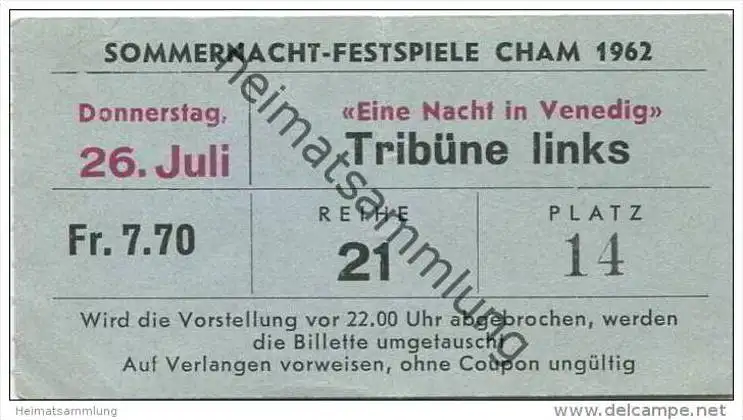 SOMMERNACHT-FESTSPIELE CHAM 1962
Donnerstag,
26. Juli
«Eine Nacht in Venedig»
Tribüne links
Fr. 7.70
REIHE
21
PLATZ
14
Wird die Vorstellung vor 22.00 Uhr abgebrochen, werden
die Billette umgetauscht
Auf Verlangen vorweisen, ohne Coupon ungültig
heimatsammlung
Heimatsammlung
www.delcampe.net